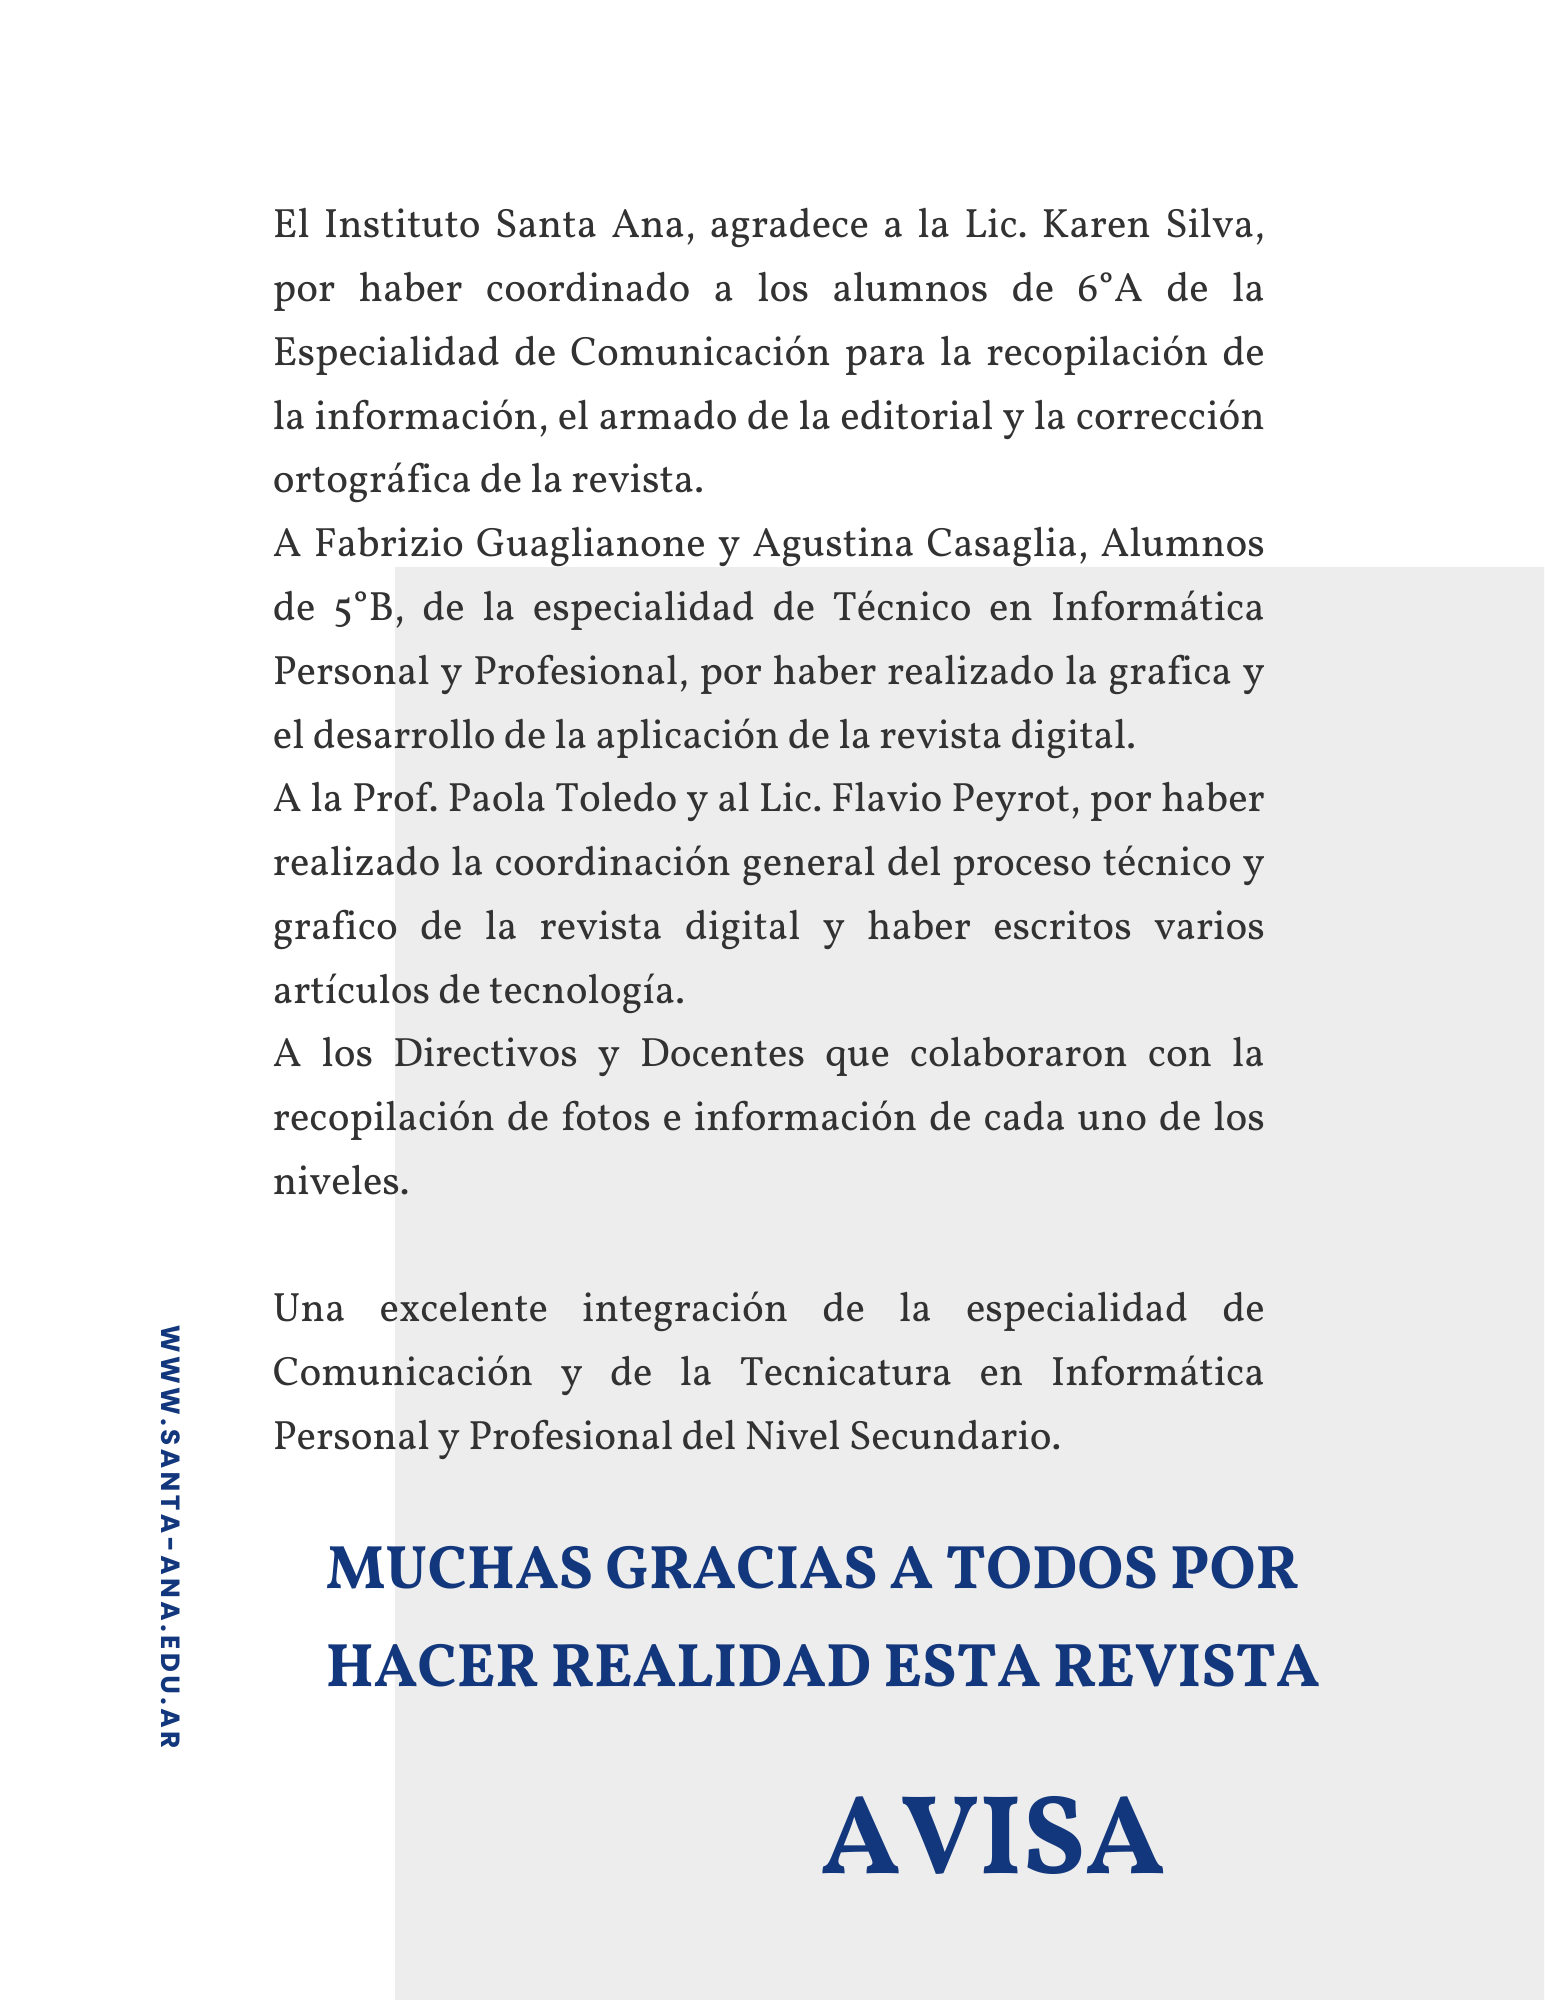 El Instituto Santa Ana, agradece a la Lic. Karen Silva,
por haber coordinado a los alumnos de 6°A de la
Especialidad de Comunicación para la recopilación de
la información, el armado de la editorial y la corrección
ortográfica de la revista.
A Fabrizio Guaglianone y Agustina Casaglia, Alumnos
de 5°B, de la especialidad de Técnico en Informática
Personal y Profesional, por haber realizado la grafica y
el desarrollo de la aplicación de la revista digital.
A la Prof. Paola Toledo y al Lic. Flavio Peyrot, por haber
realizado la coordinación general del proceso técnico y
grafico de la revista digital y haber escritos varios
artículos de tecnología.
A los Directivos y Docentes que colaboraron con la
recopilación de fotos e información de cada uno de los
niveles.
Una excelente integración de la especialidad de
Comunicación y de la Tecnicatura en Informática
Personal y Profesional del Nivel Secundario.
WWW.SANTA-ANA.EDU.AR
MUCHAS GRACIAS A TODOS POR
HACER REALIDAD ESTA REVISTA
AVISA